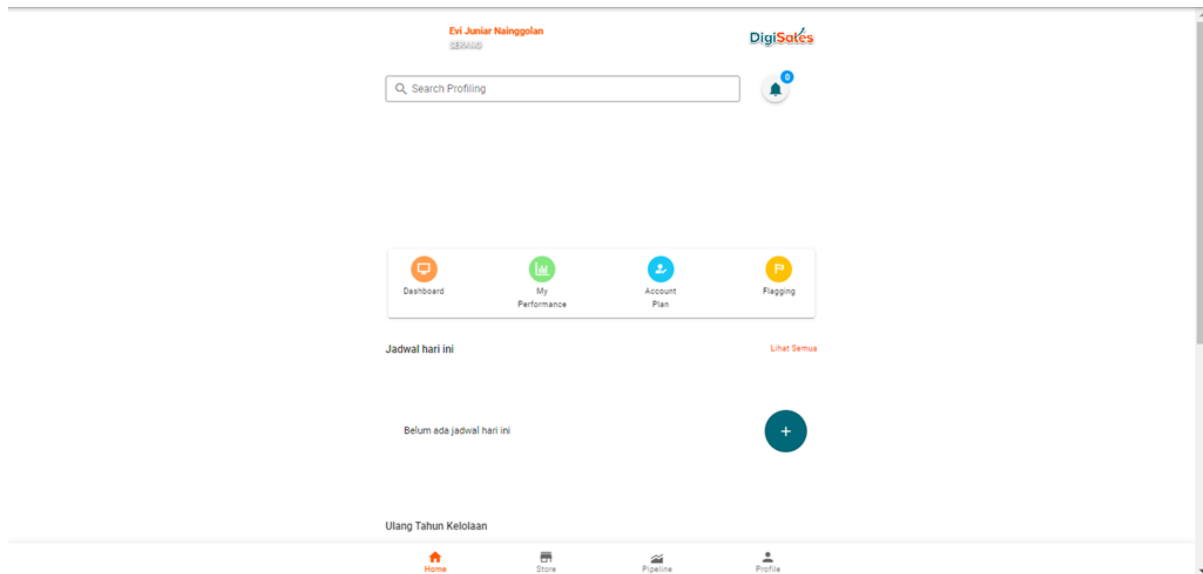 Evi Juniar Nainggolan
SERANG
DigiSales
Search Profiling
0
Dashboard
My
Performance
Account
Plan
Flagging
Jadwal hari ini
Lihat Semua
Belum ada jadwal hari ini
+
Ulang Tahun Kelolaan
Home
Store
Pipeline
Profile